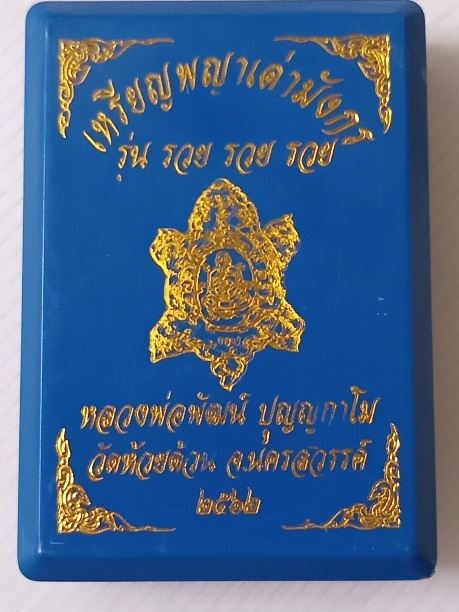 เหรียญพญาเต่ามังกร
รุ่น รวย รวย รวย
หลวงพ่อพัฒน์ ปุญญกาโม
วัดห้วยด้วน จ.นครสวรรค์
๒๕๖๒